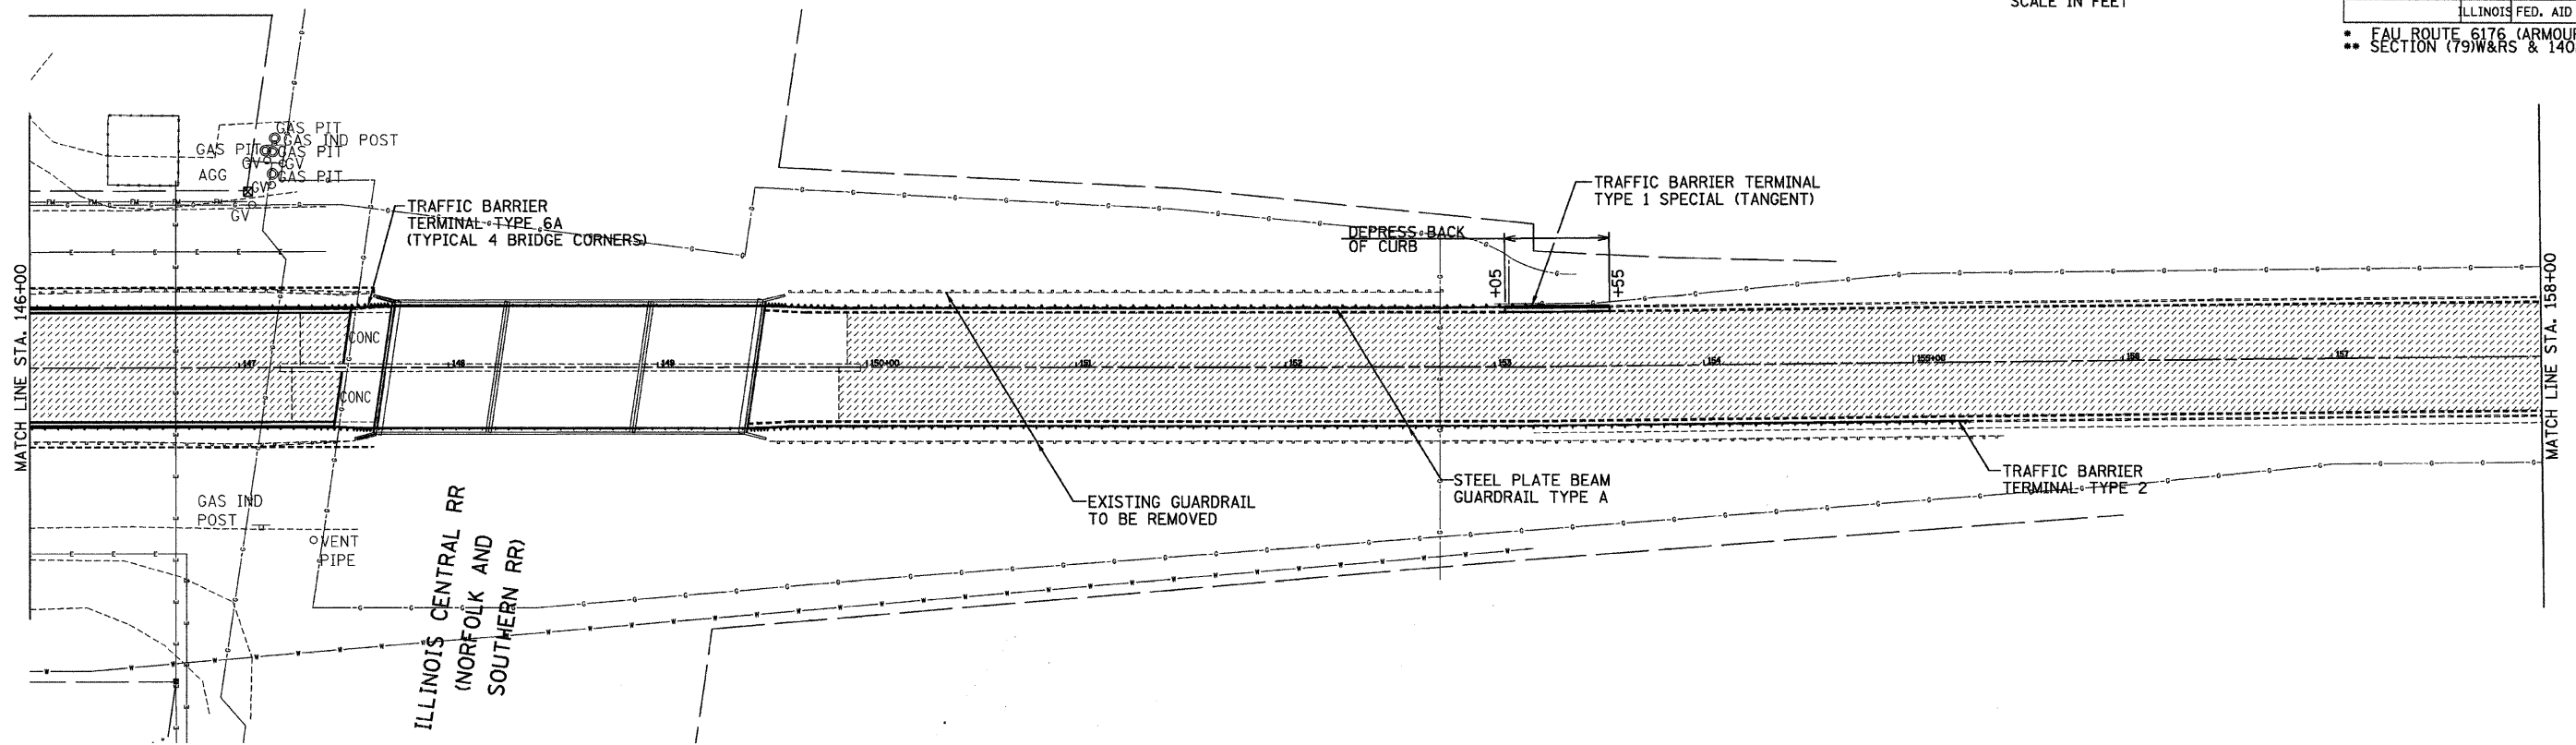 SCALE IN FEET
ILLINOIS FED. AID
* FAU ROUTE 6176 (ARMOUR
** SECTION (79)W&RS & 140
GAS PIT
GAS IND POST
GAS PIT
GAS PIT
GV
GV
AGG
GAS PIT
GV
GV
TRAFFIC BARRIER
TERMINAL TYPE 6A
(TYPICAL 4 BRIDGE CORNERS)
TRAFFIC BARRIER TERMINAL
TYPE 1 SPECIAL (TANGENT)
DEPRESS BACK
OF CURB
+05
+55
MATCH LINE STA. 146+00
MATCH LINE STA. 158+00
CONC
CONC
147
148
149
150+00
151
152
153
154
155+00
156
157
STEEL PLATE BEAM
GUARDRAIL TYPE A
TRAFFIC BARRIER
TERMINAL TYPE 2
EXISTING GUARDRAIL
TO BE REMOVED
GAS IND
POST
VENT
PIPE
ILLINOIS CENTRAL RR
(NORFOLK AND
SOUTHERN RR)